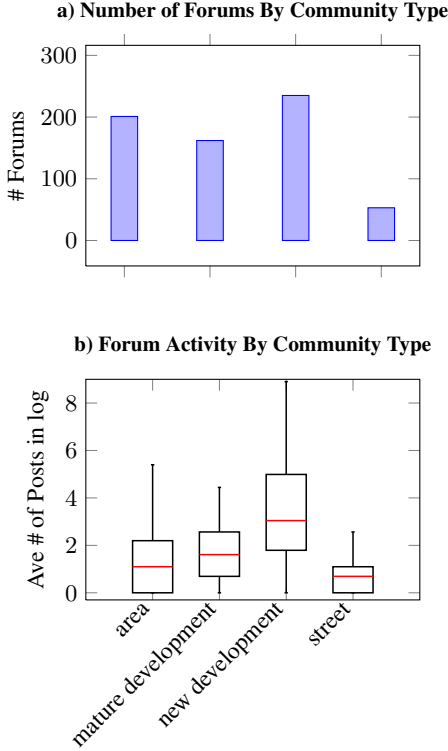 a) Number of Forums By Community Type
300
200
100
0
# Forums
b) Forum Activity By Community Type
8
6
4
2
0
Ave # of Posts in log
area
mature development
new development
street